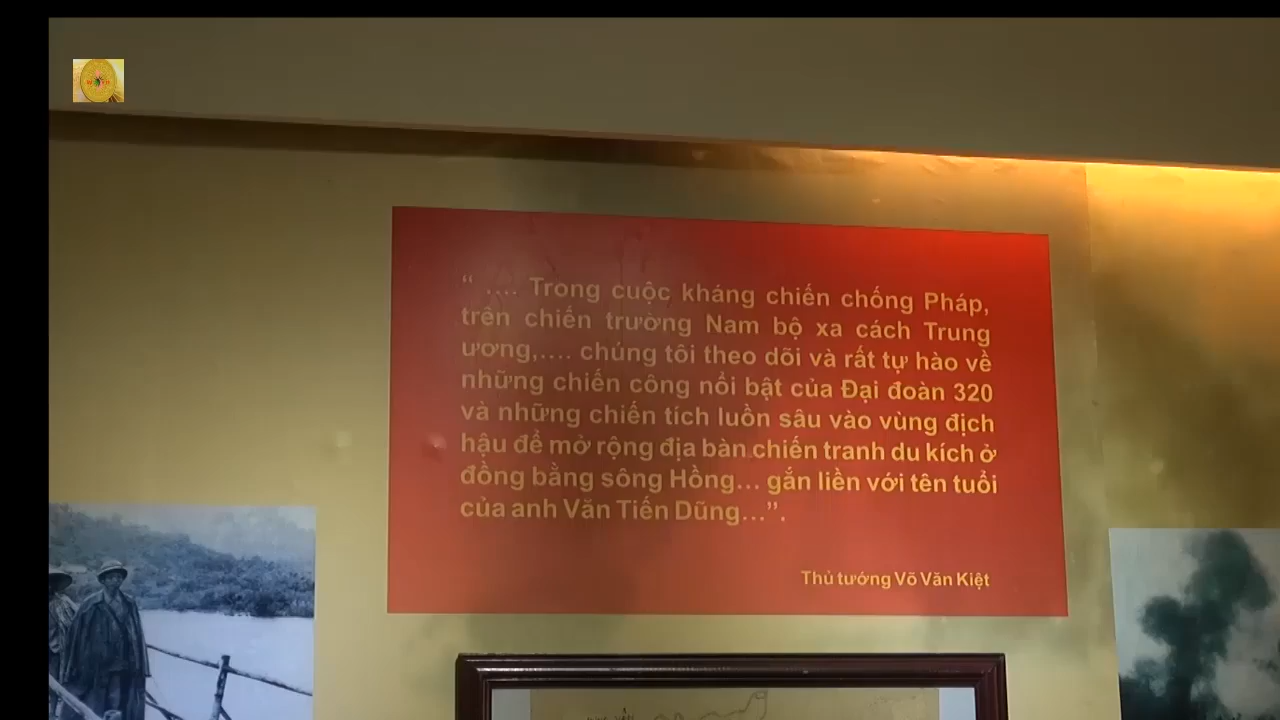 “ .... Trong cuộc kháng chiến chống Pháp,
trên chiến trường Nam bộ xa cách Trung
ương,.... chúng tôi theo dõi và rất tự hào về
những chiến công nổi bật của Đại đoàn 320
và những chiến tích luồn sâu vào vùng địch
hậu để mở rộng địa bàn chiến tranh du kích ở
đồng bằng sông Hồng... gắn liền với tên tuổi
của anh Văn Tiến Dũng...”.
Thủ tướng Võ Văn Kiệt